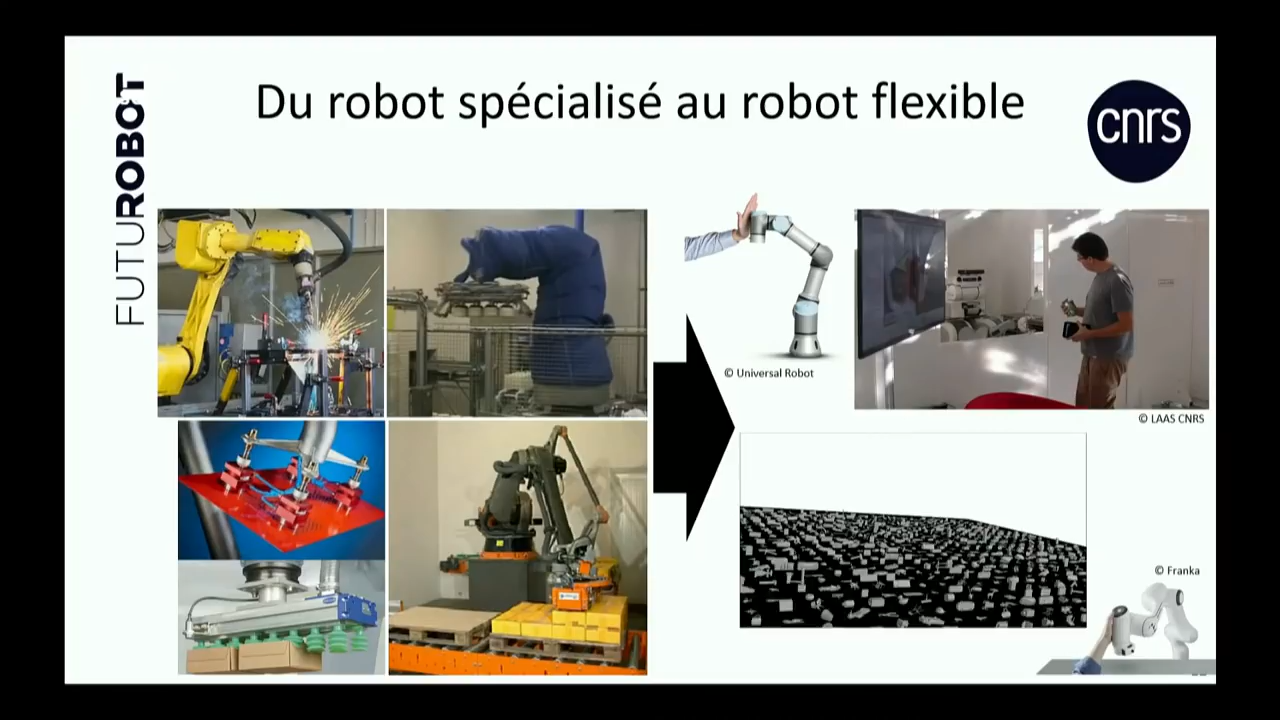 Du robot spécialisé au robot flexible
FUTUROBOT
cnrs
© Universal Robot
© LAAS CNRS
© Franka